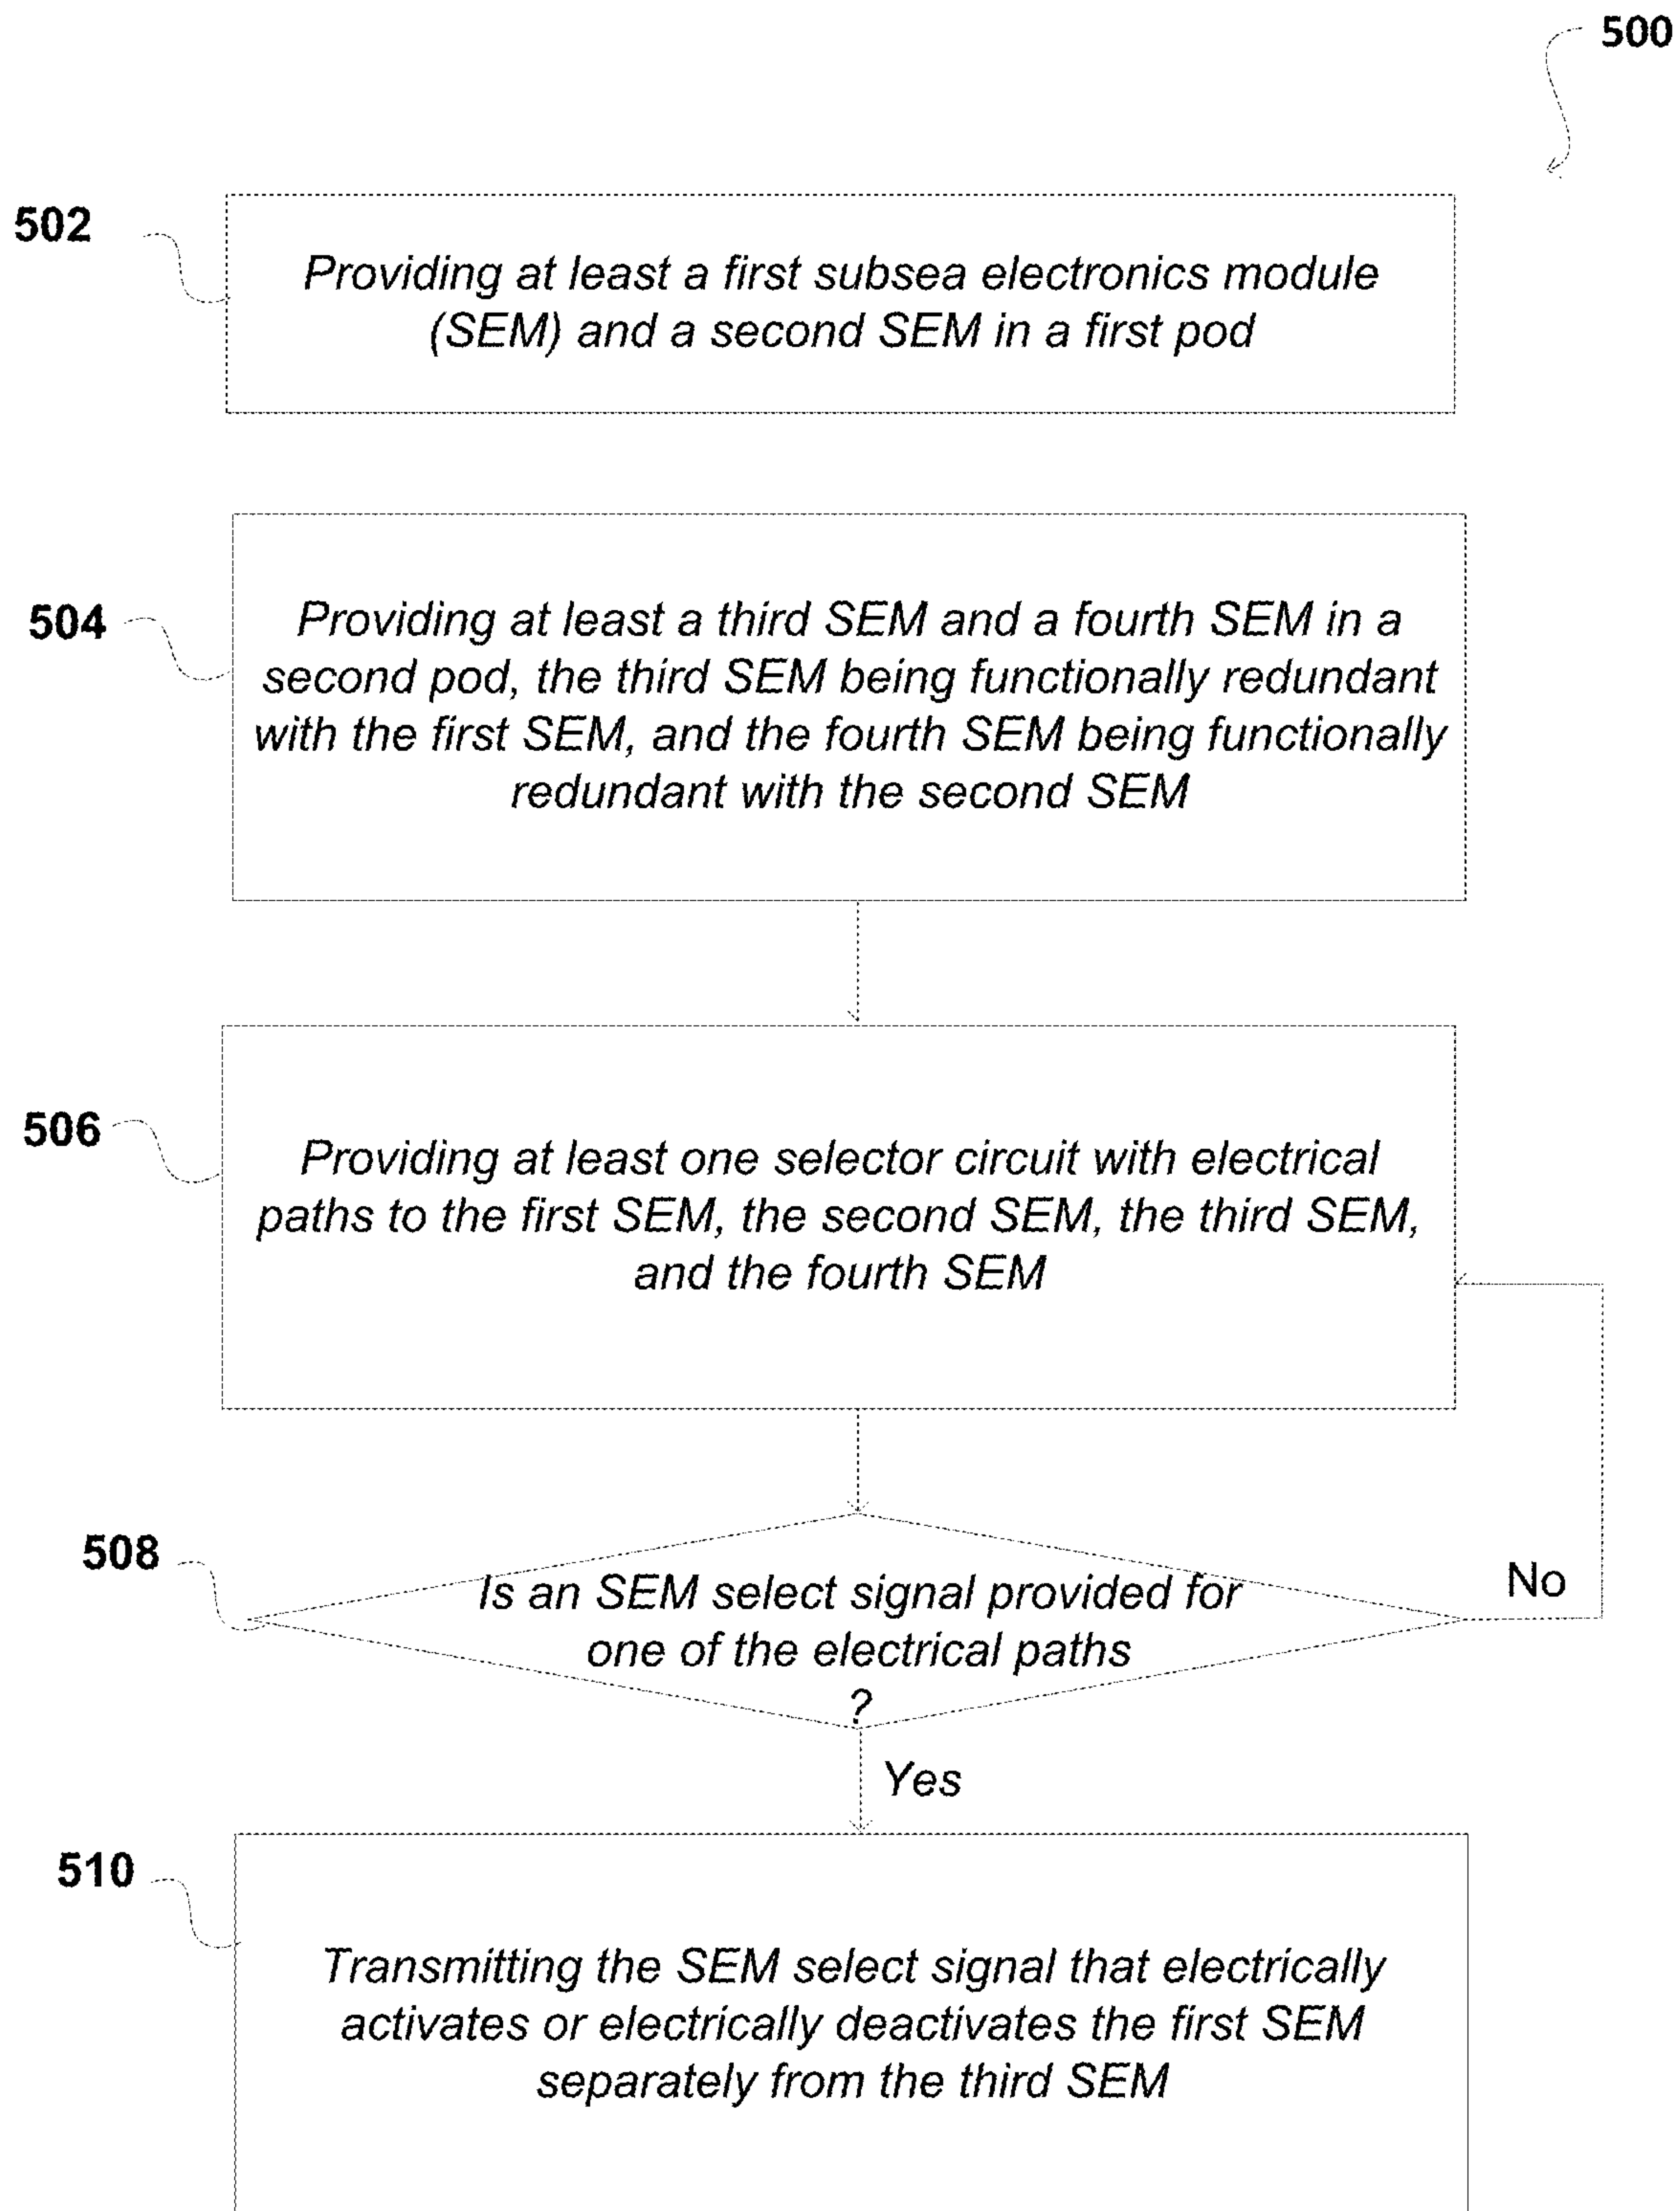 500
502
Providing at least a first subsea electronics module
(SEM) and a second SEM in a first pod
504
Providing at least a third SEM and a fourth SEM in a
second pod, the third SEM being functionally redundant
with the first SEM, and the fourth SEM being functionally
redundant with the second SEM
506
Providing at least one selector circuit with electrical
paths to the first SEM, the second SEM, the third SEM,
and the fourth SEM
508
Is an SEM select signal provided for
one of the electrical paths
?
No
Yes
510
Transmitting the SEM select signal that electrically
activates or electrically deactivates the first SEM
separately from the third SEM